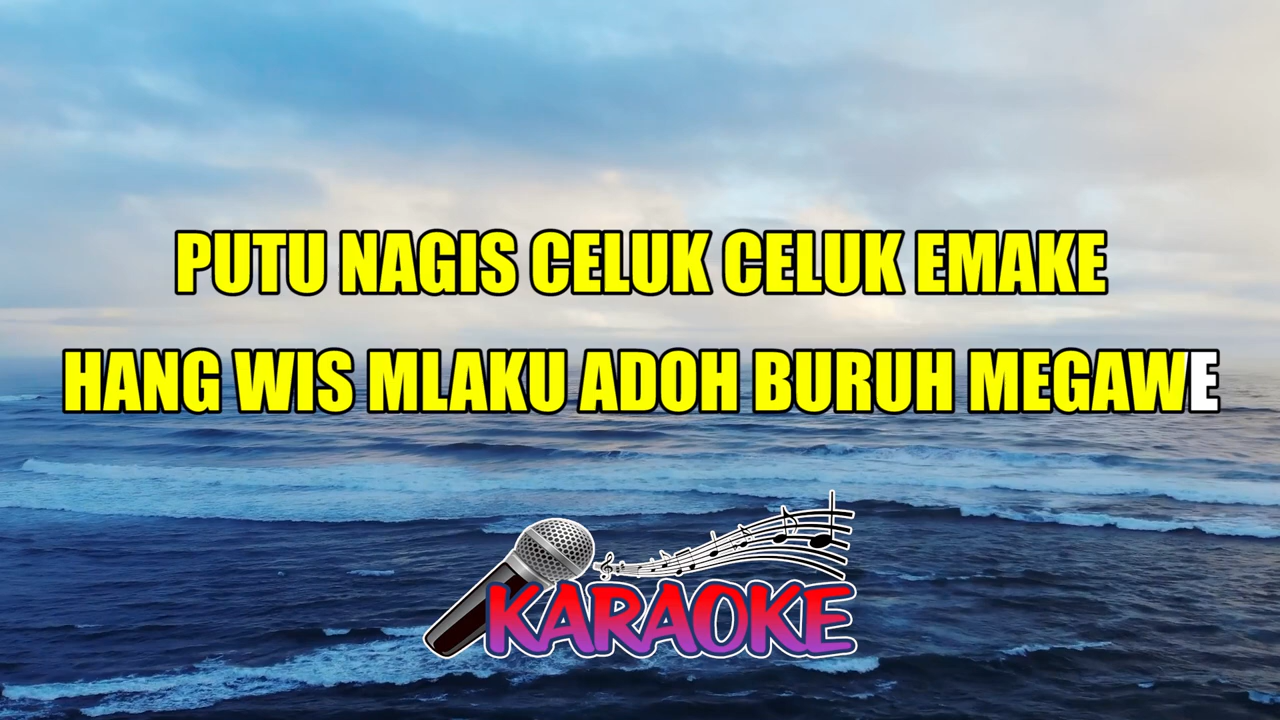 PUTU NAGIS CELUK CELUK EMAKE
HANG WIS MLAKU ADOH BURUH MEGAWE
KARAOKE